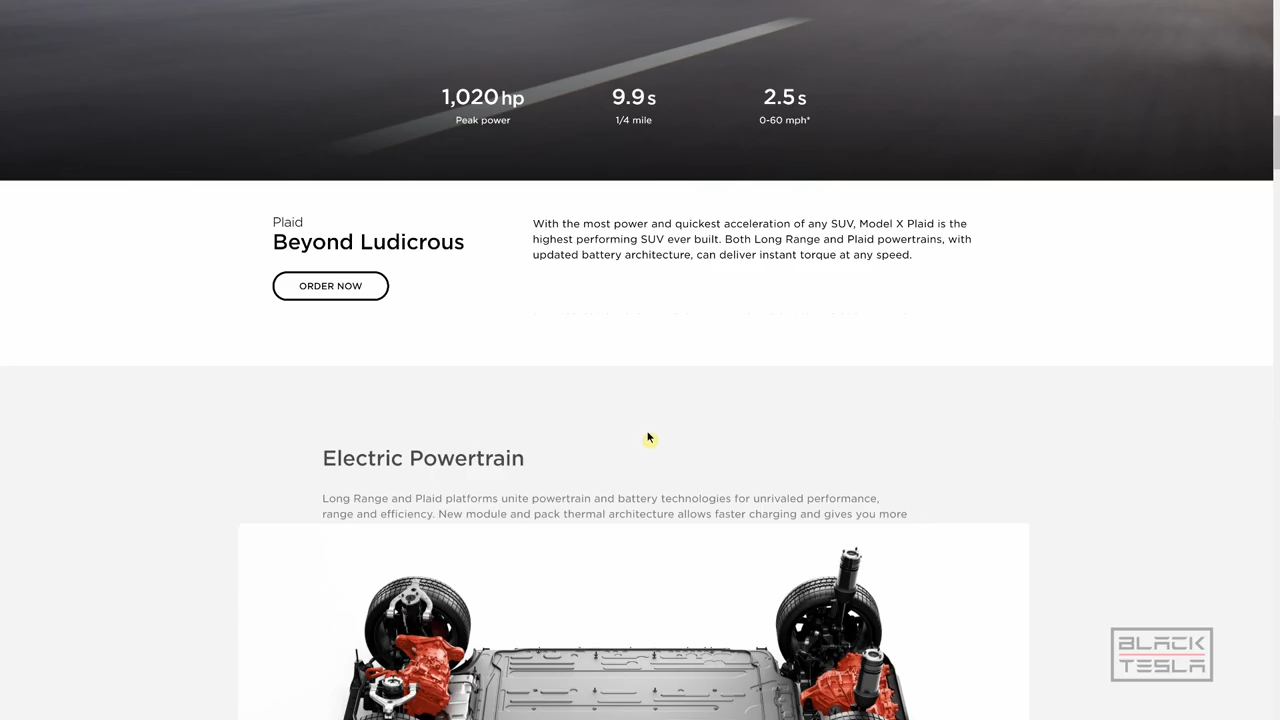 1,020 hp
9.9 s
2.5 s
Peak power
1/4 mile
0-60 mph*
Plaid
Beyond Ludicrous
ORDER NOW
With the most power and quickest acceleration of any SUV, Model X Plaid is the
highest performing SUV ever built. Both Long Range and Plaid powertrains, with
updated battery architecture, can deliver instant torque at any speed.
Electric Powertrain
Long Range and Plaid platforms unite powertrain and battery technologies for unrivaled performance,
range and efficiency. New module and pack thermal architecture allows faster charging and gives you more
BLACK
TESLA